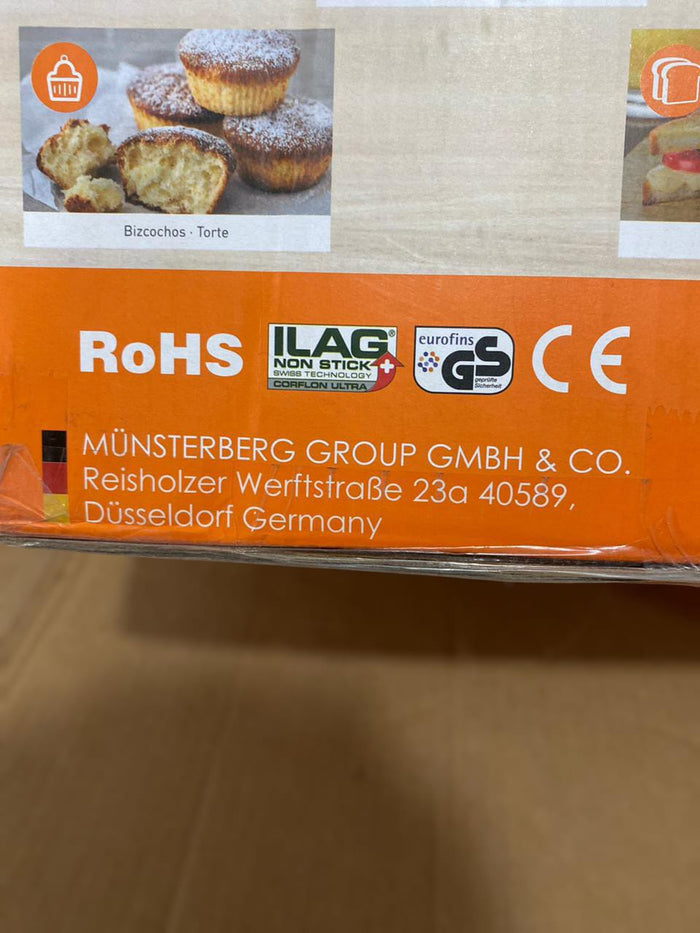 Bizcochos · Torte
RoHS
ILAG®
NON STICK
SWISS TECHNOLOGY
CORFLON ULTRA
eurofins
GS
geprüfte
Sicherheit
CE
MÜNSTERBERG GROUP GMBH & CO.
Reisholzer Werftstraße 23a 40589,
Düsseldorf Germany